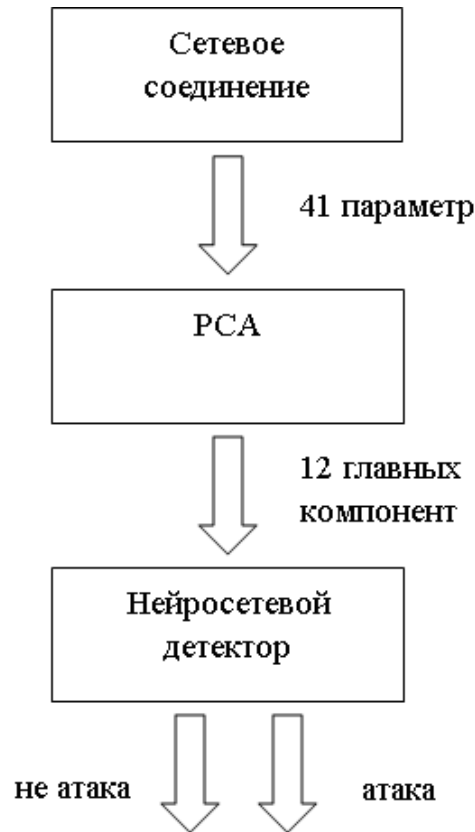 Сетевое
соединение
41 параметр
PCA
12 главных
компонент
Нейросетевой
детектор
не атака
атака